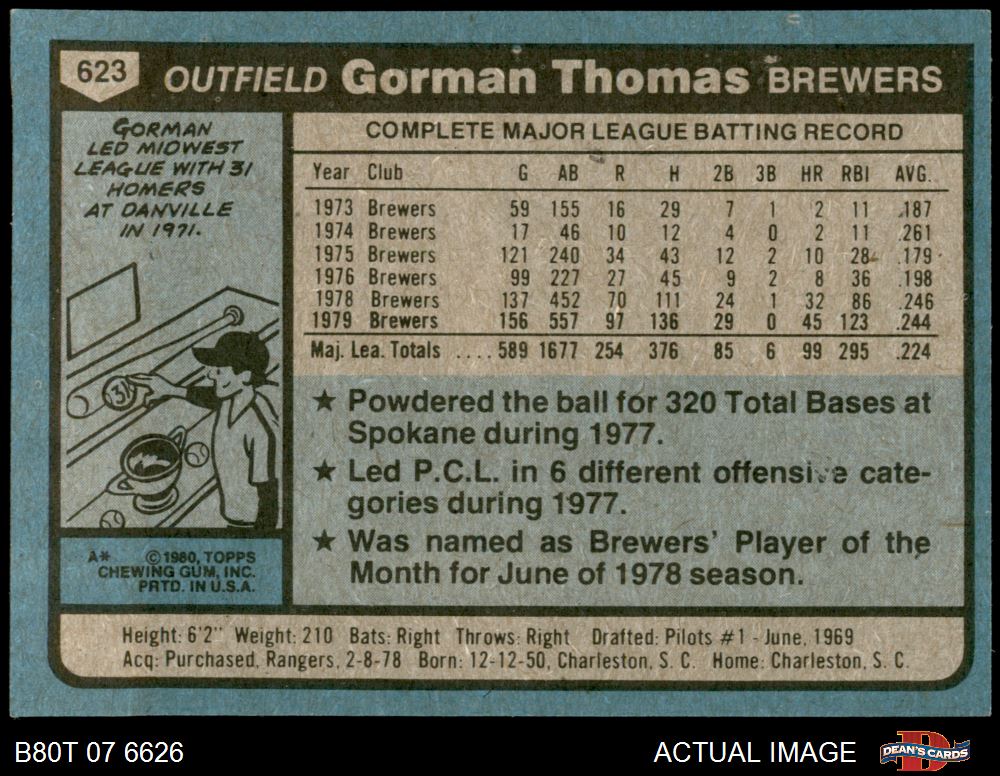 623 OUTFIELD Gorman Thomas BREWERS
GORMAN
LED MIDWEST
LEAGUE WITH 31
HOMERS
AT DANVILLE
IN 1971.
31
A* © 1980, TOPPS
CHEWING GUM, INC.
PRTD. IN U.S.A.
COMPLETE MAJOR LEAGUE BATTING RECORD
Year Club G AB R H 2B 3B HR RBI AVG.
1973 Brewers 59 155 16 29 7 1 2 11 .187
1974 Brewers 17 46 10 12 4 0 2 11 .261
1975 Brewers 121 240 34 43 12 2 10 28 .179
1976 Brewers 99 227 27 45 9 2 8 36 .198
1978 Brewers 137 452 70 111 24 1 32 86 .246
1979 Brewers 156 557 97 136 29 0 45 123 .244
Maj. Lea. Totals .... 589 1677 254 376 85 6 99 295 .224
★ Powdered the ball for 320 Total Bases at
Spokane during 1977.
★ Led P.C.L. in 6 different offensive cate-
gories during 1977.
★ Was named as Brewers' Player of the
Month for June of 1978 season.
Height: 6'2" Weight: 210 Bats: Right Throws: Right Drafted: Pilots #1 - June, 1969
Acq: Purchased, Rangers, 2-8-78 Born: 12-12-50, Charleston, S. C. Home: Charleston, S. C.
B80T 07 6626 ACTUAL IMAGE DEAN'S CARDS